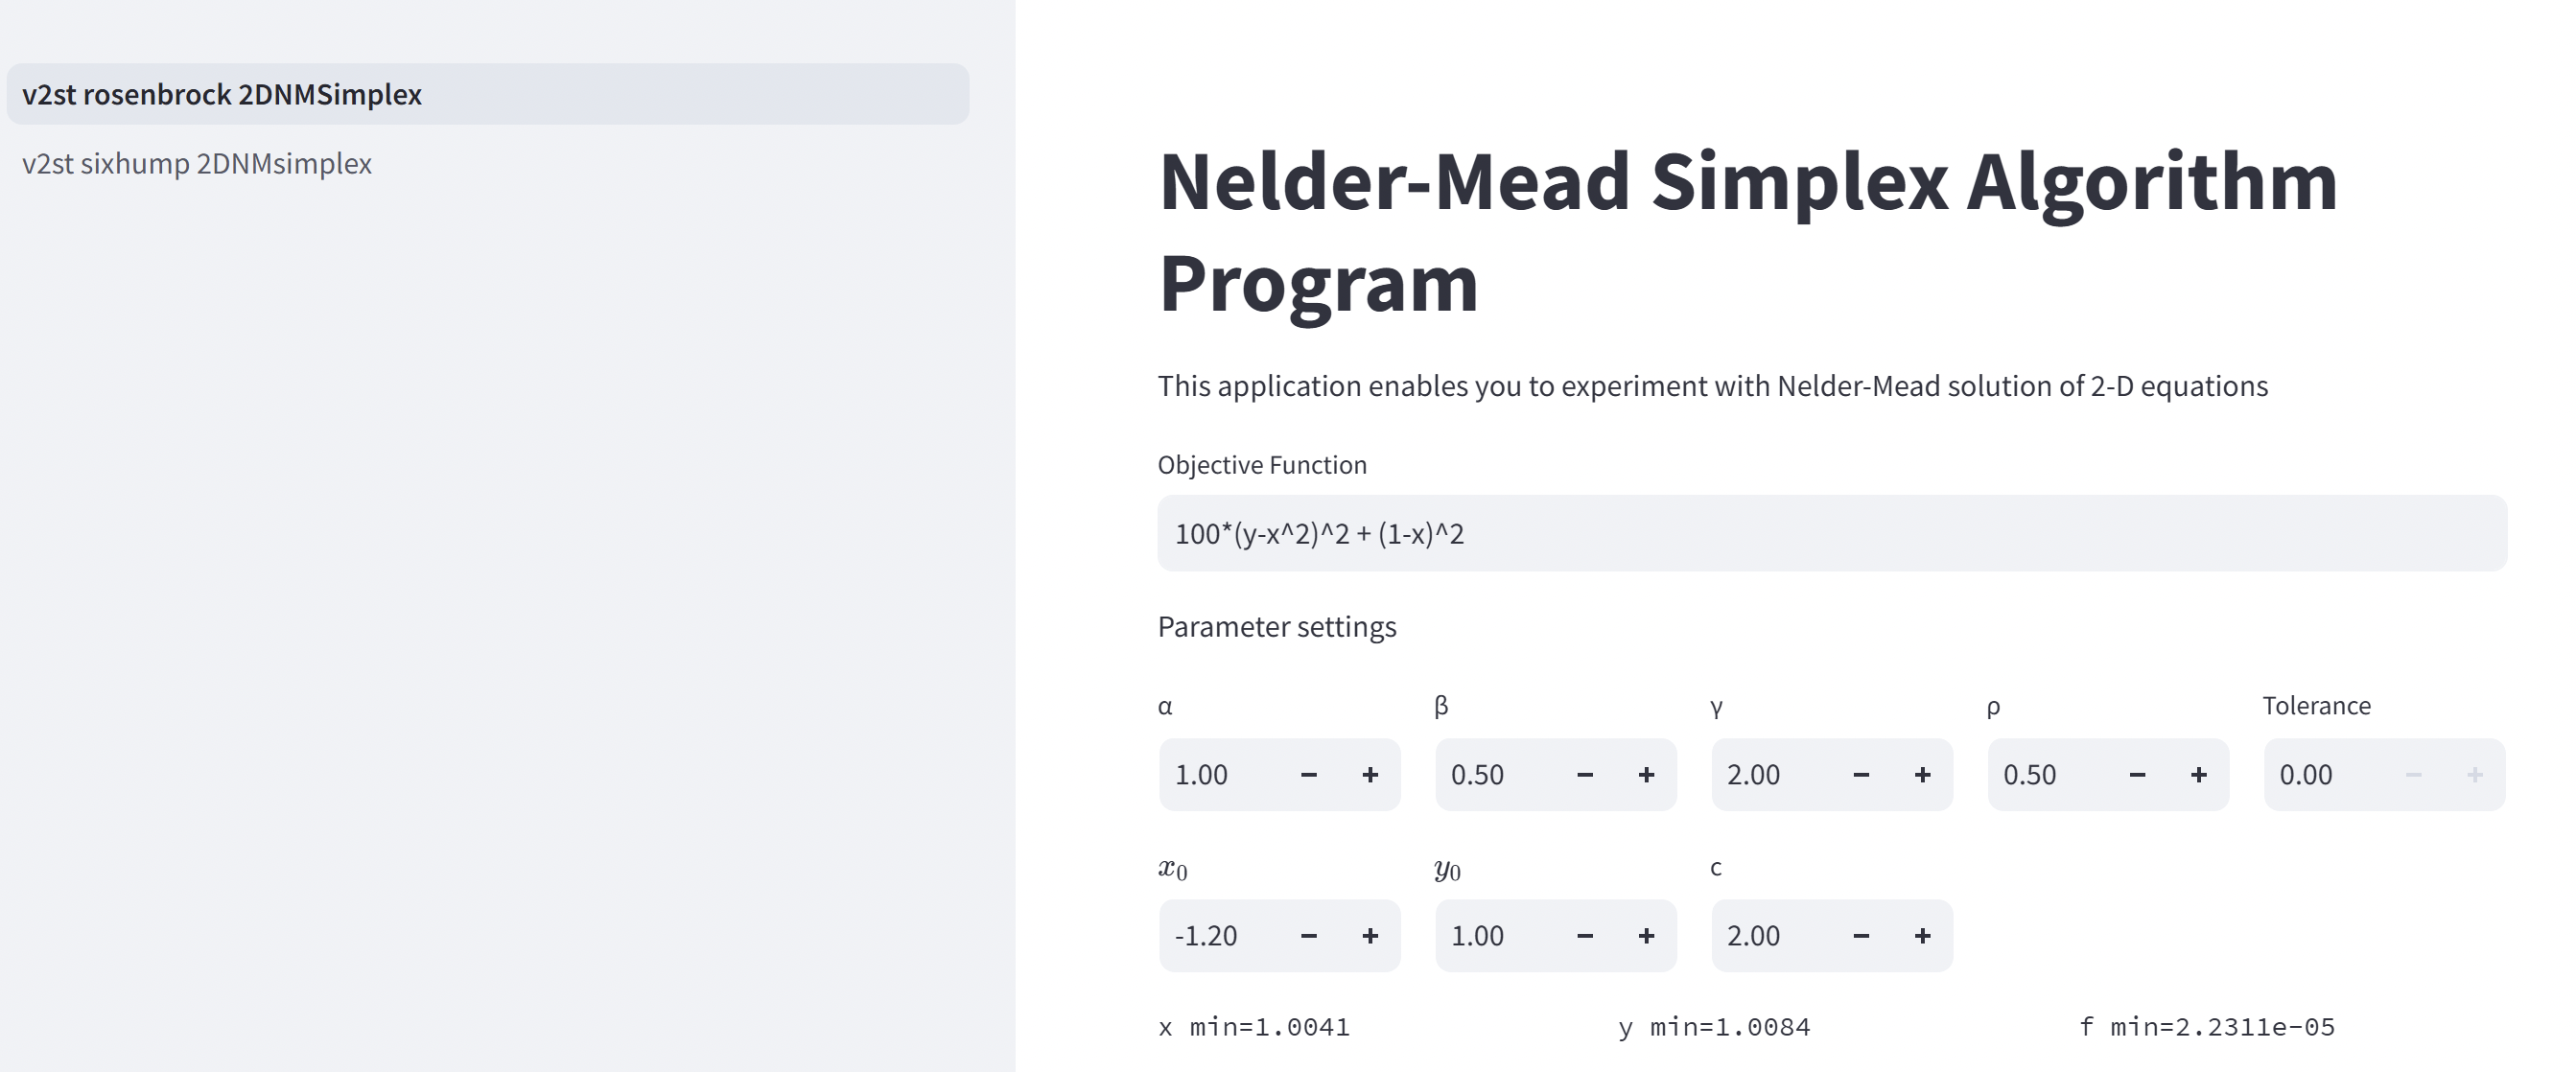 v2st rosenbrock 2DNMSimplex
v2st sixhump 2DNMsimplex
Nelder-Mead Simplex Algorithm
Program
This application enables you to experiment with Nelder-Mead solution of 2-D equations
Objective Function
100*(y-x^2)^2 + (1-x)^2
Parameter settings
α β γ ρ Tolerance
1.00 − + 0.50 − + 2.00 − + 0.50 − + 0.00 − +
x₀ y₀ c
-1.20 − + 1.00 − + 2.00 − +
x min=1.0041 y min=1.0084 f min=2.2311e-05